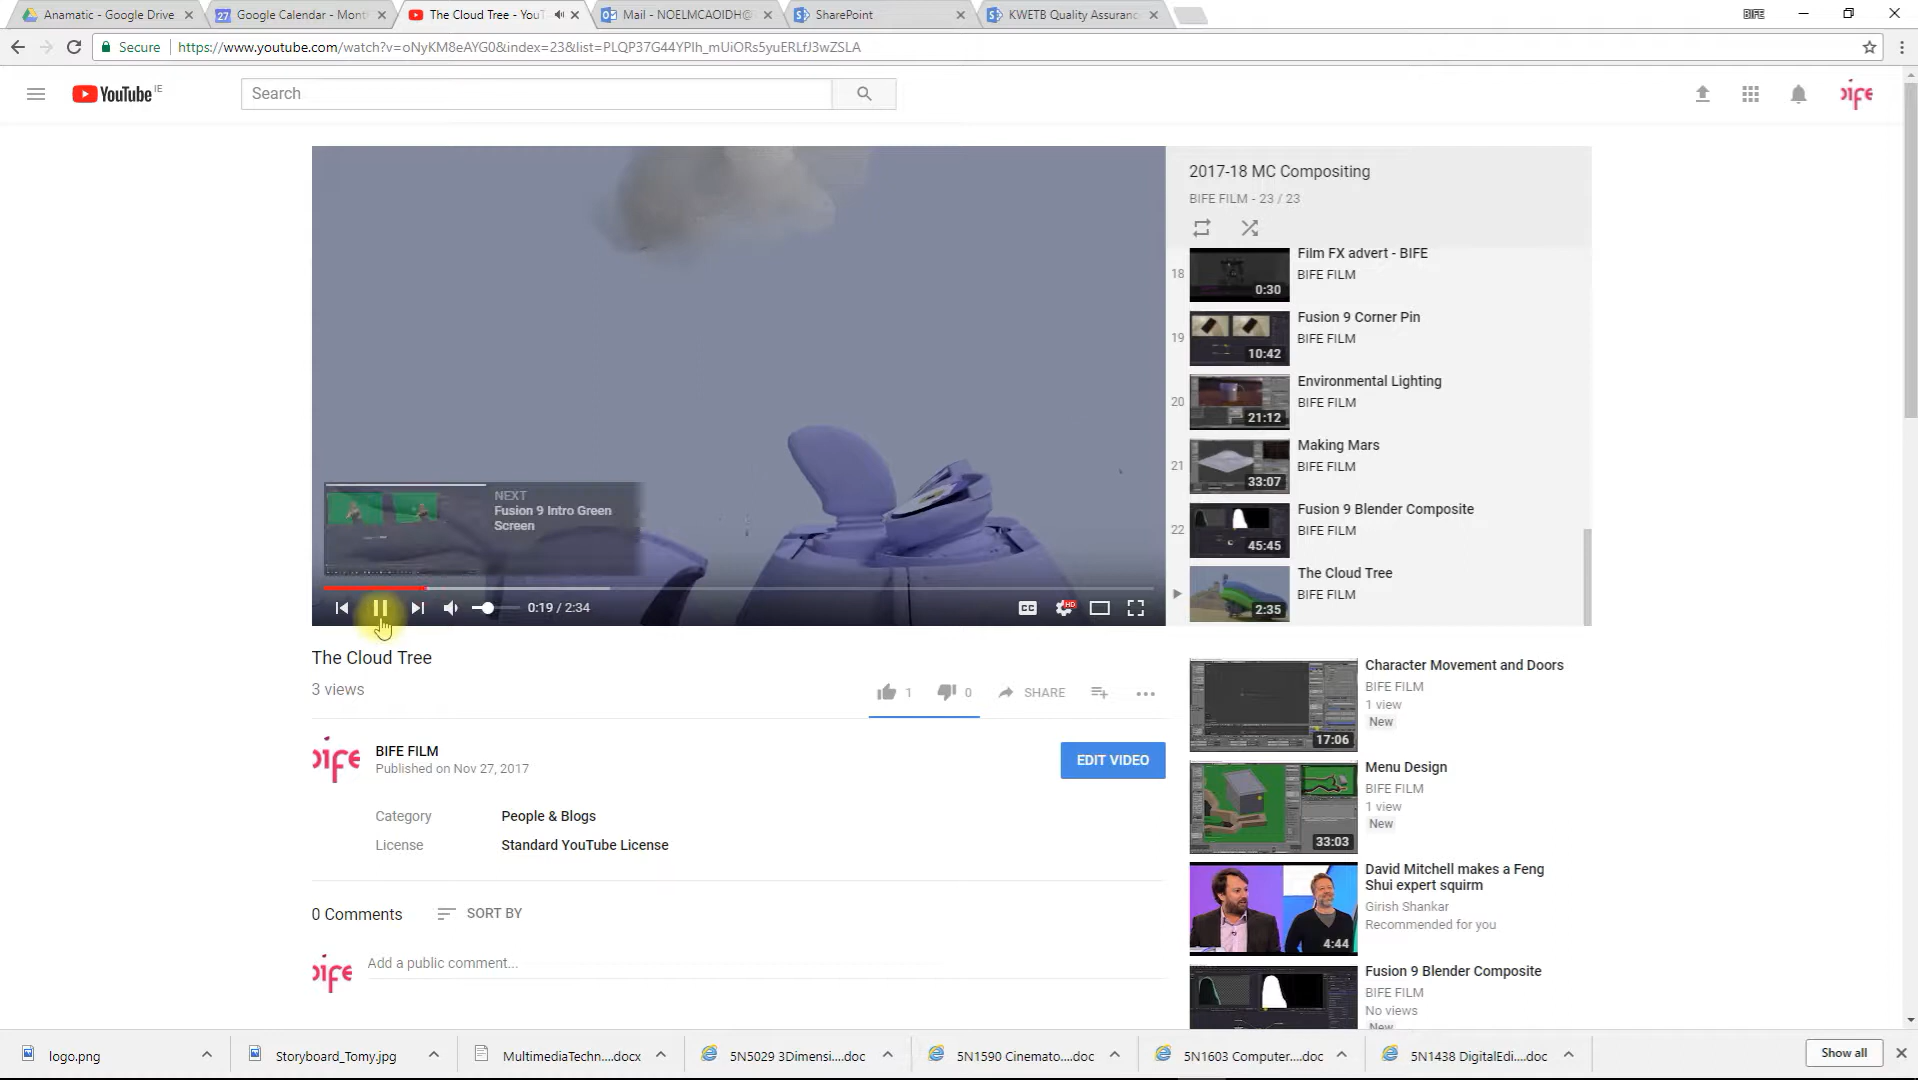 Anamatic - Google Drive
Google Calendar - Mont
The Cloud Tree - YouT
Mail - NOELMCAOIDH@
SharePoint
KWETB Quality Assuranc
BIFE
Secure
https://www.youtube.com/watch?v=oNyKM8eAYG0&index=23&list=PLQP37G44YPlh_mUiORs5yuERLfJ3wZSLA
YouTube IE
Search
bife
2017-18 MC Compositing
BIFE FILM - 23 / 23
18
Film FX advert - BIFE
BIFE FILM
0:30
19
Fusion 9 Corner Pin
BIFE FILM
10:42
20
Environmental Lighting
BIFE FILM
21:12
21
Making Mars
BIFE FILM
33:07
22
Fusion 9 Blender Composite
BIFE FILM
45:45
The Cloud Tree
BIFE FILM
2:35
NEXT
Fusion 9 Intro Green
Screen
0:19 / 2:34
CC
HD
The Cloud Tree
3 views
1
0
SHARE
bife
BIFE FILM
Published on Nov 27, 2017
EDIT VIDEO
Category
People & Blogs
License
Standard YouTube License
0 Comments
SORT BY
bife
Add a public comment...
Character Movement and Doors
BIFE FILM
1 view
New
17:06
Menu Design
BIFE FILM
1 view
New
33:03
David Mitchell makes a Feng
Shui expert squirm
Girish Shankar
Recommended for you
4:44
Fusion 9 Blender Composite
BIFE FILM
No views
New
logo.png
Storyboard_Tomy.jpg
MultimediaTechn....docx
5N5029 3Dimensi....doc
5N1590 Cinemato....doc
5N1603 Computer....doc
5N1438 DigitalEdi....doc
Show all